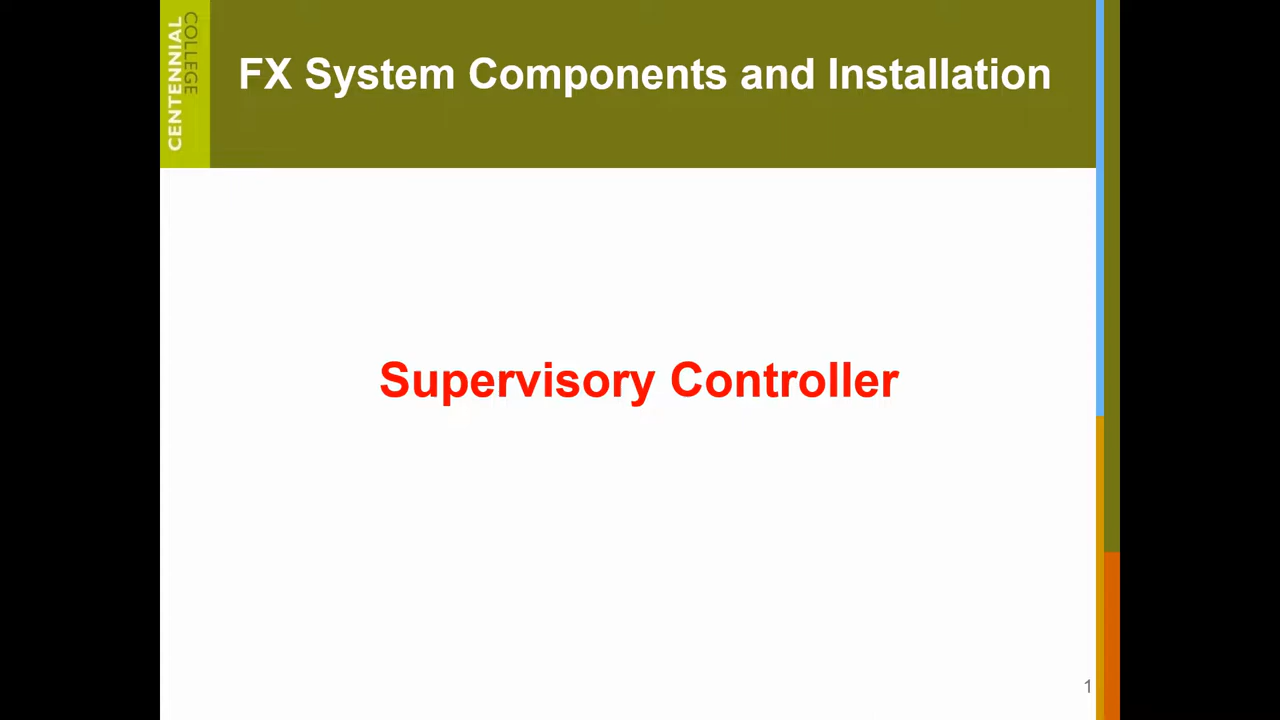 CENTENNIAL
COLLEGE
FX System Components and Installation
Supervisory Controller
1